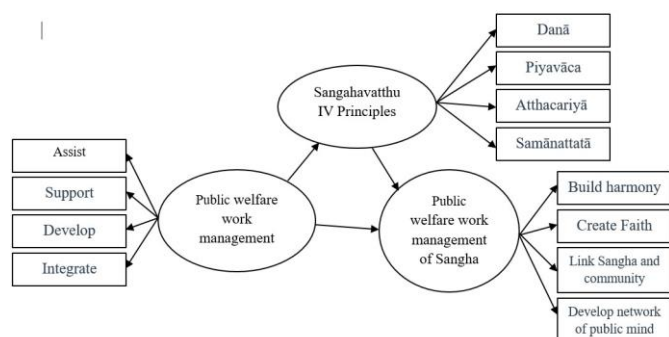 Danā
Piyavāca
Atthacariyā
Samānattatā
Sangahavatthu
IV Principles
Assist
Support
Develop
Integrate
Public welfare
work
management
Public
welfare work
management
of Sangha
Build harmony
Create Faith
Link Sangha and
community
Develop network
of public mind